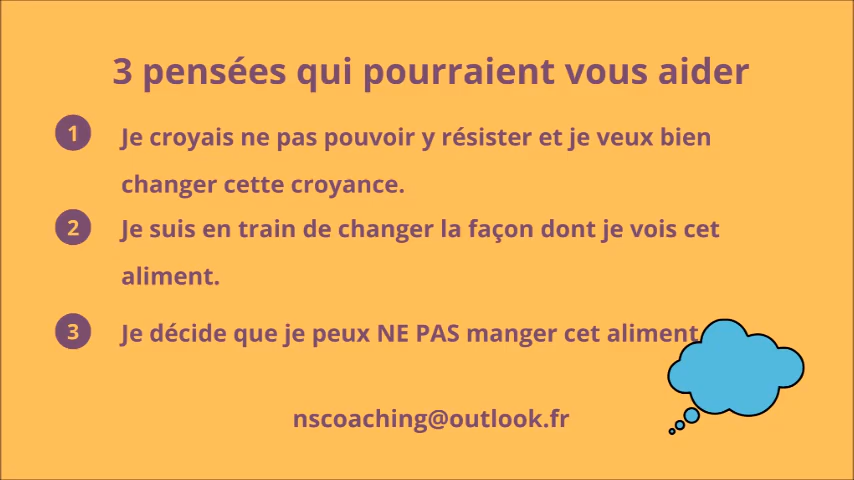 3 pensées qui pourraient vous aider
1 Je croyais ne pas pouvoir y résister et je veux bien
changer cette croyance.
2 Je suis en train de changer la façon dont je vois cet
aliment.
3 Je décide que je peux NE PAS manger cet aliment
nscoaching@outlook.fr